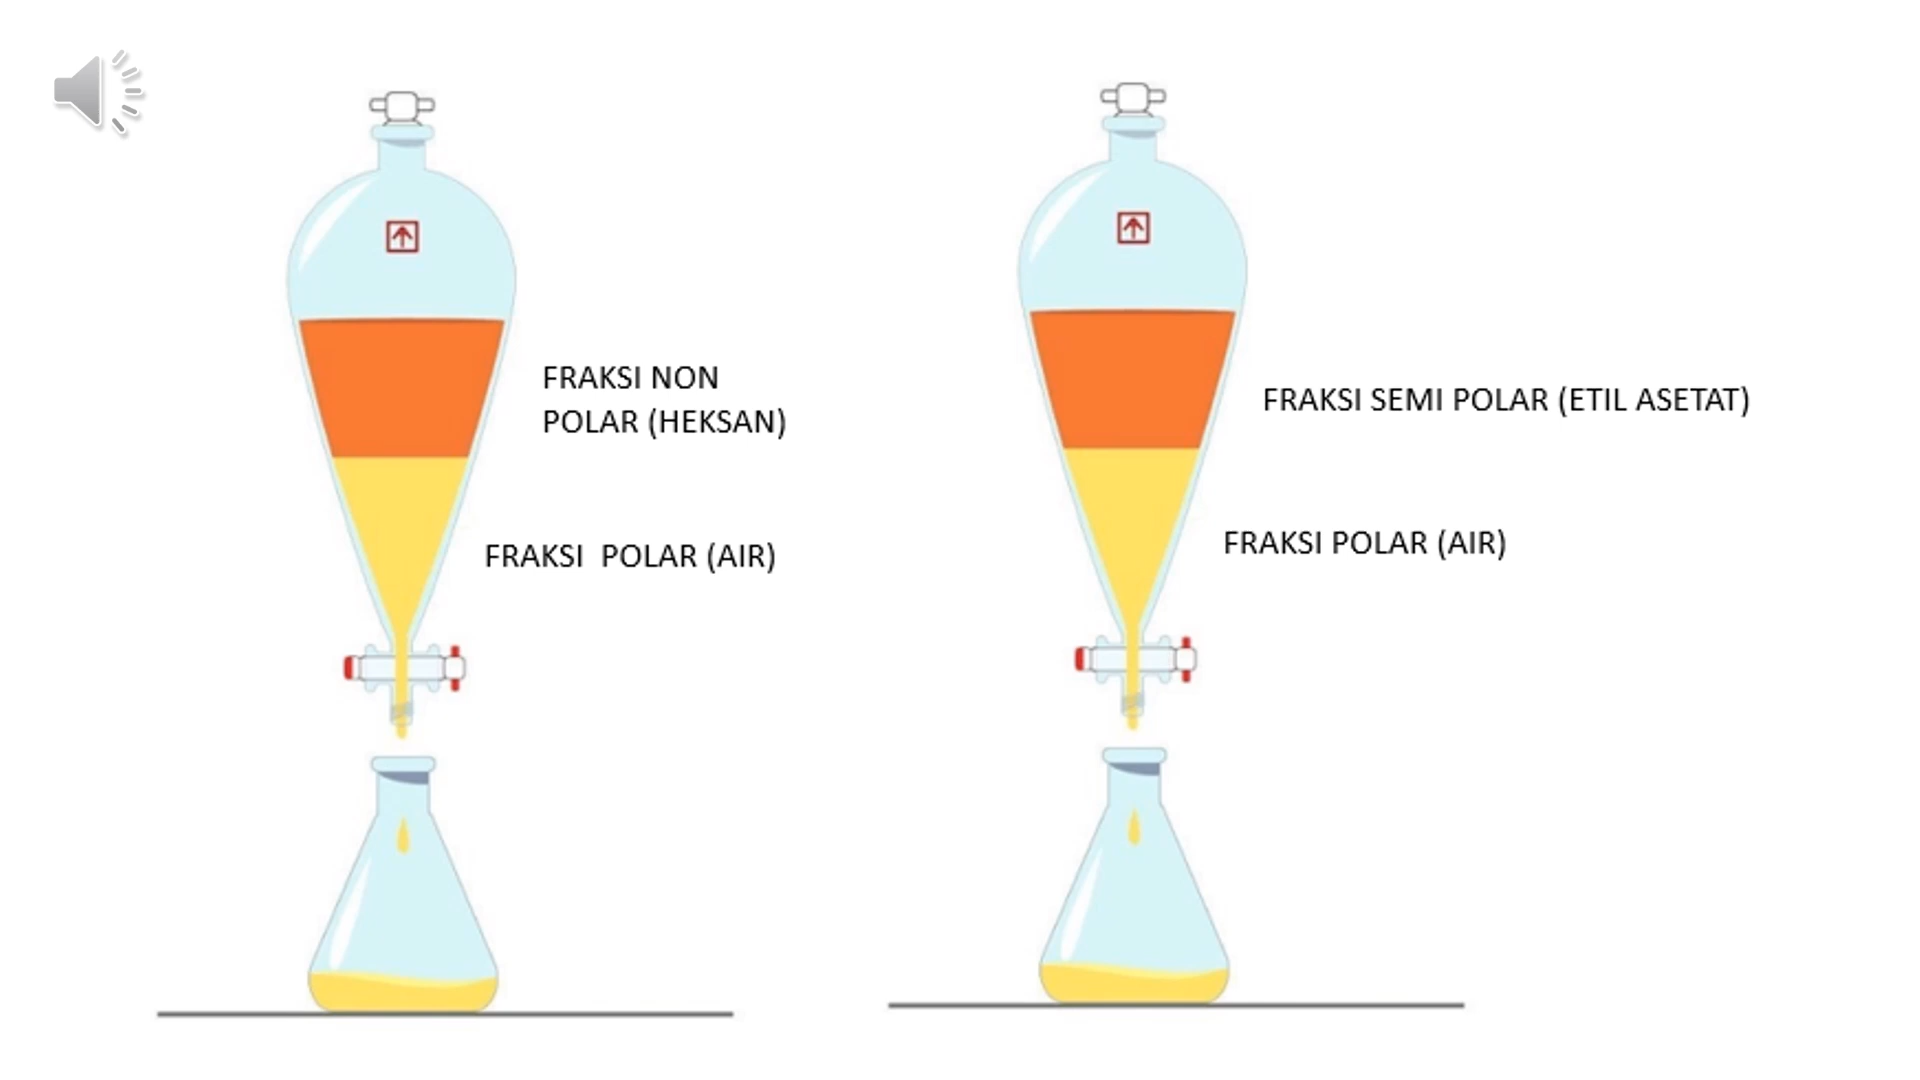 FRAKSI NON
POLAR (HEKSAN)
FRAKSI  POLAR (AIR)
FRAKSI SEMI POLAR (ETIL ASETAT)
FRAKSI POLAR (AIR)